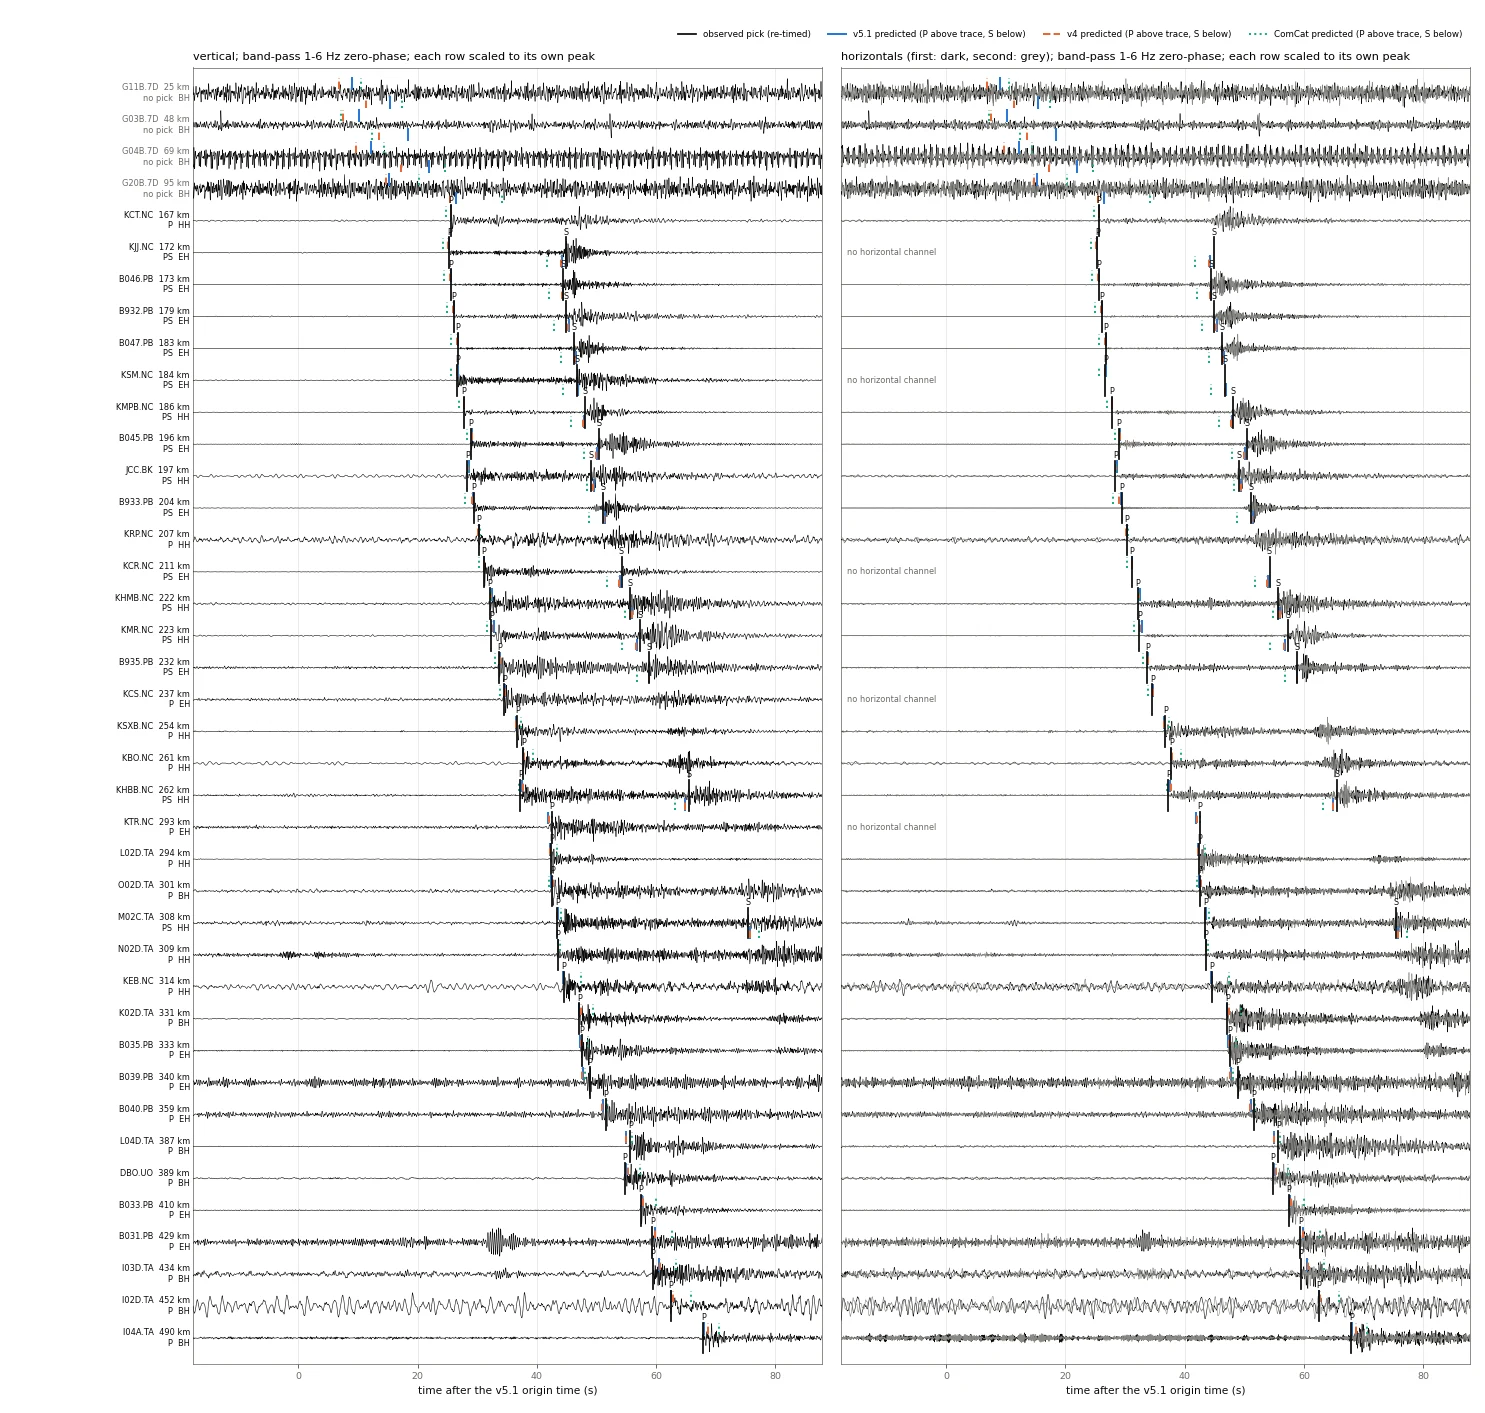 observed pick (re-timed)
v5.1 predicted (P above trace, S below)
v4 predicted (P above trace, S below)
ComCat predicted (P above trace, S below)
vertical; band-pass 1-6 Hz zero-phase; each row scaled to its own peak
horizontals (first: dark, second: grey); band-pass 1-6 Hz zero-phase; each row scaled to its own peak
G11B.7D 25 km
no pick BH
G03B.7D 48 km
no pick BH
G04B.7D 69 km
no pick BH
G20B.7D 95 km
no pick BH
KCT.NC 167 km
P HH
KJJ.NC 172 km
PS EH
no horizontal channel
B046.PB 173 km
PS EH
B932.PB 179 km
PS EH
B047.PB 183 km
PS EH
KSM.NC 184 km
PS EH
no horizontal channel
KMPB.NC 186 km
PS HH
B045.PB 196 km
PS EH
JCC.BK 197 km
PS HH
B933.PB 204 km
PS EH
KRP.NC 207 km
P HH
KCR.NC 211 km
PS EH
no horizontal channel
KHMB.NC 222 km
PS HH
KMR.NC 223 km
PS HH
B935.PB 232 km
PS EH
KCS.NC 237 km
P EH
no horizontal channel
KSXB.NC 254 km
P HH
KBO.NC 261 km
P HH
KHBB.NC 262 km
PS HH
KTR.NC 293 km
P EH
no horizontal channel
L02D.TA 294 km
P HH
O02D.TA 301 km
P BH
M02C.TA 308 km
PS HH
N02D.TA 309 km
P HH
KEB.NC 314 km
P HH
K02D.TA 331 km
P BH
B035.PB 333 km
P EH
B039.PB 340 km
P EH
B040.PB 359 km
P EH
L04D.TA 387 km
P BH
DBO.UO 389 km
P BH
B033.PB 410 km
P EH
B031.PB 429 km
P EH
I03D.TA 434 km
P BH
I02D.TA 452 km
P BH
I04A.TA 490 km
P BH
0 20 40 60 80
0 20 40 60 80
time after the v5.1 origin time (s)
time after the v5.1 origin time (s)